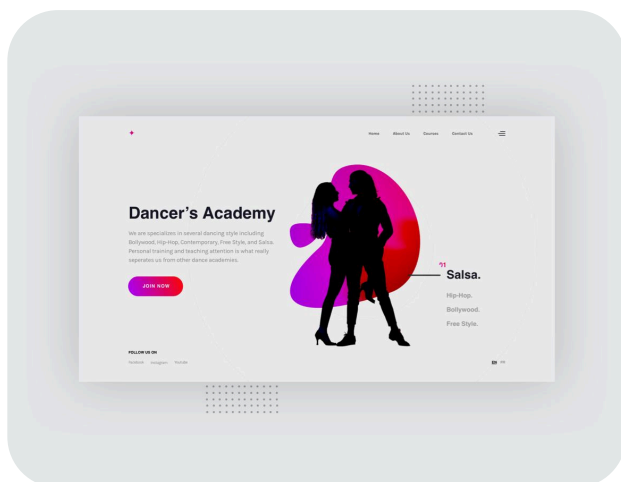 Home About Us Courses Contact Us
Dancer's Academy
We are specializes in several dancing style including
Bollywood, Hip-Hop, Contemporary, Free Style, and Salsa.
Personal training and teaching attention is what really
seperates us from other dance academies.
JOIN NOW
Salsa.
Hip-Hop.
Bollywood.
Free Style.
FOLLOW US ON
Facebook Instagram Youtube
EN